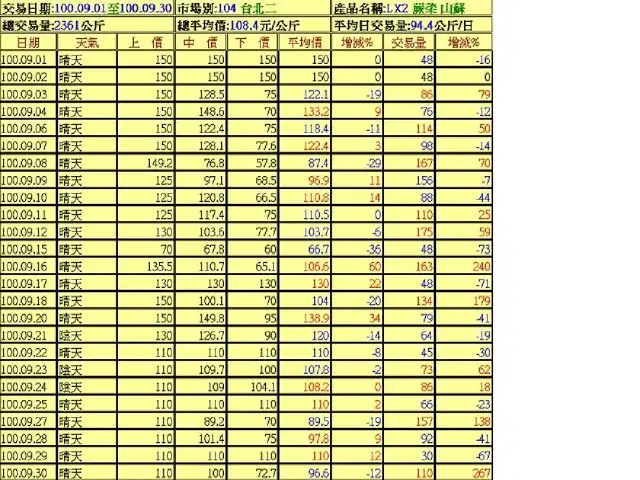 交易日期:100.09.01至100.09.30 市場別:104 台北二 產品名稱:LX2 蕨菜 山蘇
總交易量:2361公斤 總平均價:108.4元/公斤 平均日交易量:94.4公斤/日
日期 天氣 上 價 中 價 下 價 平均價 增減% 交易量 增減%
100.09.01 晴天 150 150 150 150 0 48 -16
100.09.02 晴天 150 150 150 150 0 48 0
100.09.03 晴天 150 128.5 75 122.1 -19 86 79
100.09.04 晴天 150 148.6 70 133.2 9 76 -12
100.09.06 晴天 150 122.4 75 118.4 -11 114 50
100.09.07 晴天 150 128.1 77.6 122.4 3 98 -14
100.09.08 晴天 149.2 76.8 57.8 87.4 -29 167 70
100.09.09 晴天 125 97.1 68.5 96.9 11 156 -7
100.09.10 晴天 125 120.8 66.5 110.8 14 88 -44
100.09.11 晴天 125 117.4 75 110.5 0 110 25
100.09.12 晴天 130 103.6 77.7 103.7 -6 175 59
100.09.15 晴天 70 67.8 60 66.7 -36 48 -73
100.09.16 晴天 135.5 110.7 65.1 106.6 60 163 240
100.09.17 晴天 130 130 130 130 22 48 -71
100.09.18 晴天 150 100.1 70 104 -20 134 179
100.09.20 晴天 150 149.8 95 138.9 34 79 -41
100.09.21 陰天 130 126.7 90 120 -14 64 -19
100.09.22 晴天 110 110 110 110 -8 45 -30
100.09.23 陰天 110 109.7 100 107.8 -2 73 62
100.09.24 陰天 110 109 104.1 108.2 0 86 18
100.09.25 晴天 110 110 110 110 2 66 -23
100.09.27 晴天 110 89.2 70 89.5 -19 157 138
100.09.28 晴天 110 101.4 75 97.8 9 92 -41
100.09.29 晴天 110 110 110 110 12 30 -67
100.09.30 晴天 110 100 72.7 96.6 -12 110 267